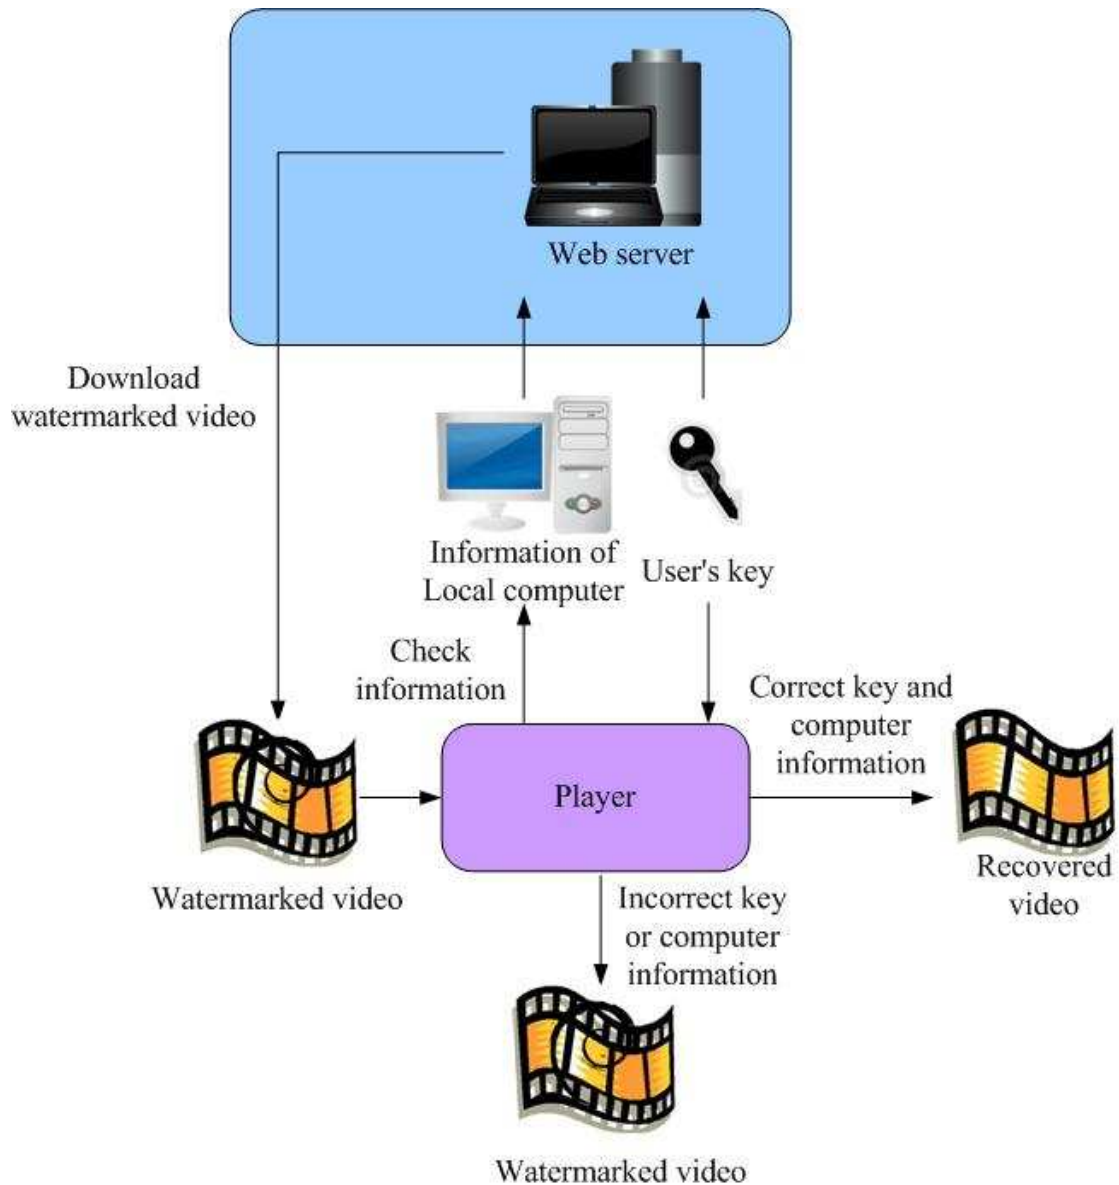 Web server
Download
watermarked video
Information of
Local computer
User's key
Check
information
Correct key and
computer
information
Player
Watermarked video
Recovered
video
Incorrect key
or computer
information
Watermarked video